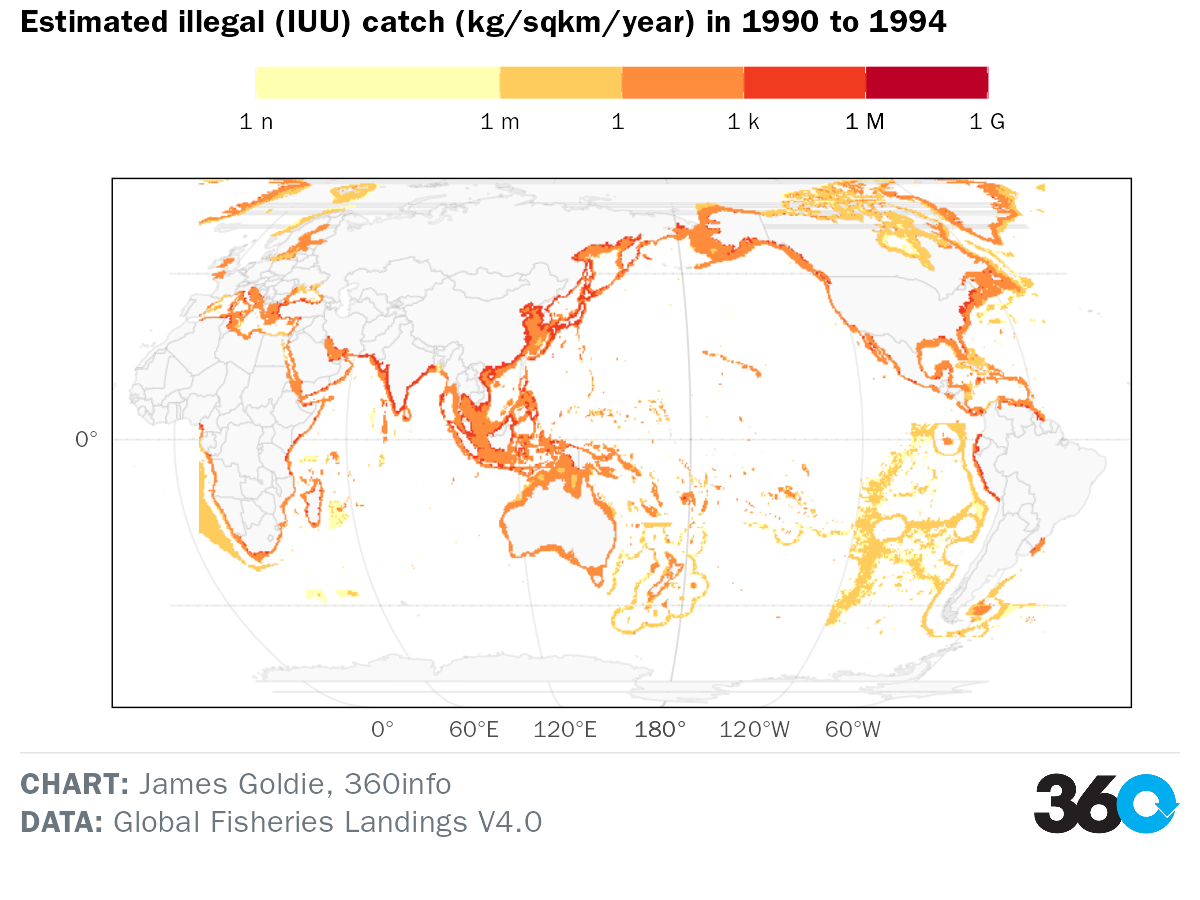 Estimated illegal (IUU) catch (kg/sqkm/year) in 1990 to 1994
1 n 1 m 1 1 k 1 M 1 G
0°
0° 60°E 120°E 180° 120°W 60°W
CHART: James Goldie, 360info
DATA: Global Fisheries Landings V4.0
360